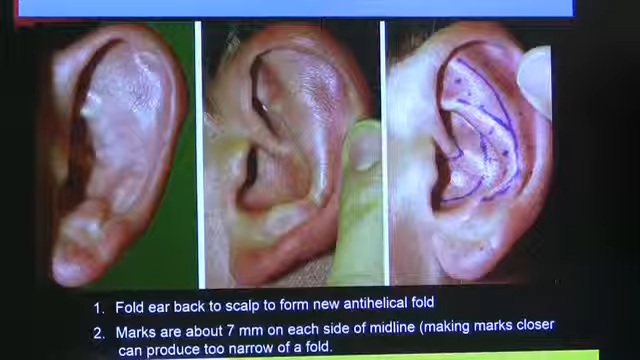 1. Fold ear back to scalp to form new antihelical fold
2. Marks are about 7 mm on each side of midline (making marks closer
can produce too narrow of a fold.